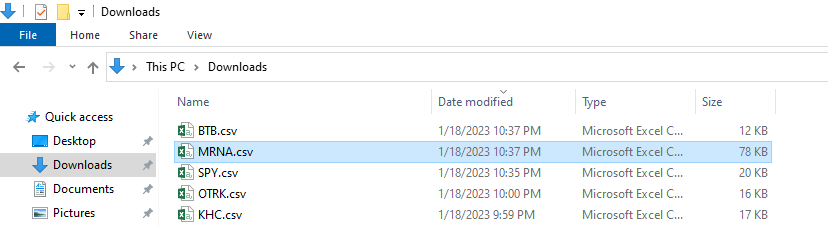 Downloads
File Home Share View
This PC Downloads
Quick access
Desktop
Downloads
Documents
Pictures
Name Date modified Type Size
BTB.csv 1/18/2023 10:37 PM Microsoft Excel C... 12 KB
MRNA.csv 1/18/2023 10:37 PM Microsoft Excel C... 78 KB
SPY.csv 1/18/2023 10:35 PM Microsoft Excel C... 20 KB
OTRK.csv 1/18/2023 10:00 PM Microsoft Excel C... 16 KB
KHC.csv 1/18/2023 9:59 PM Microsoft Excel C... 17 KB